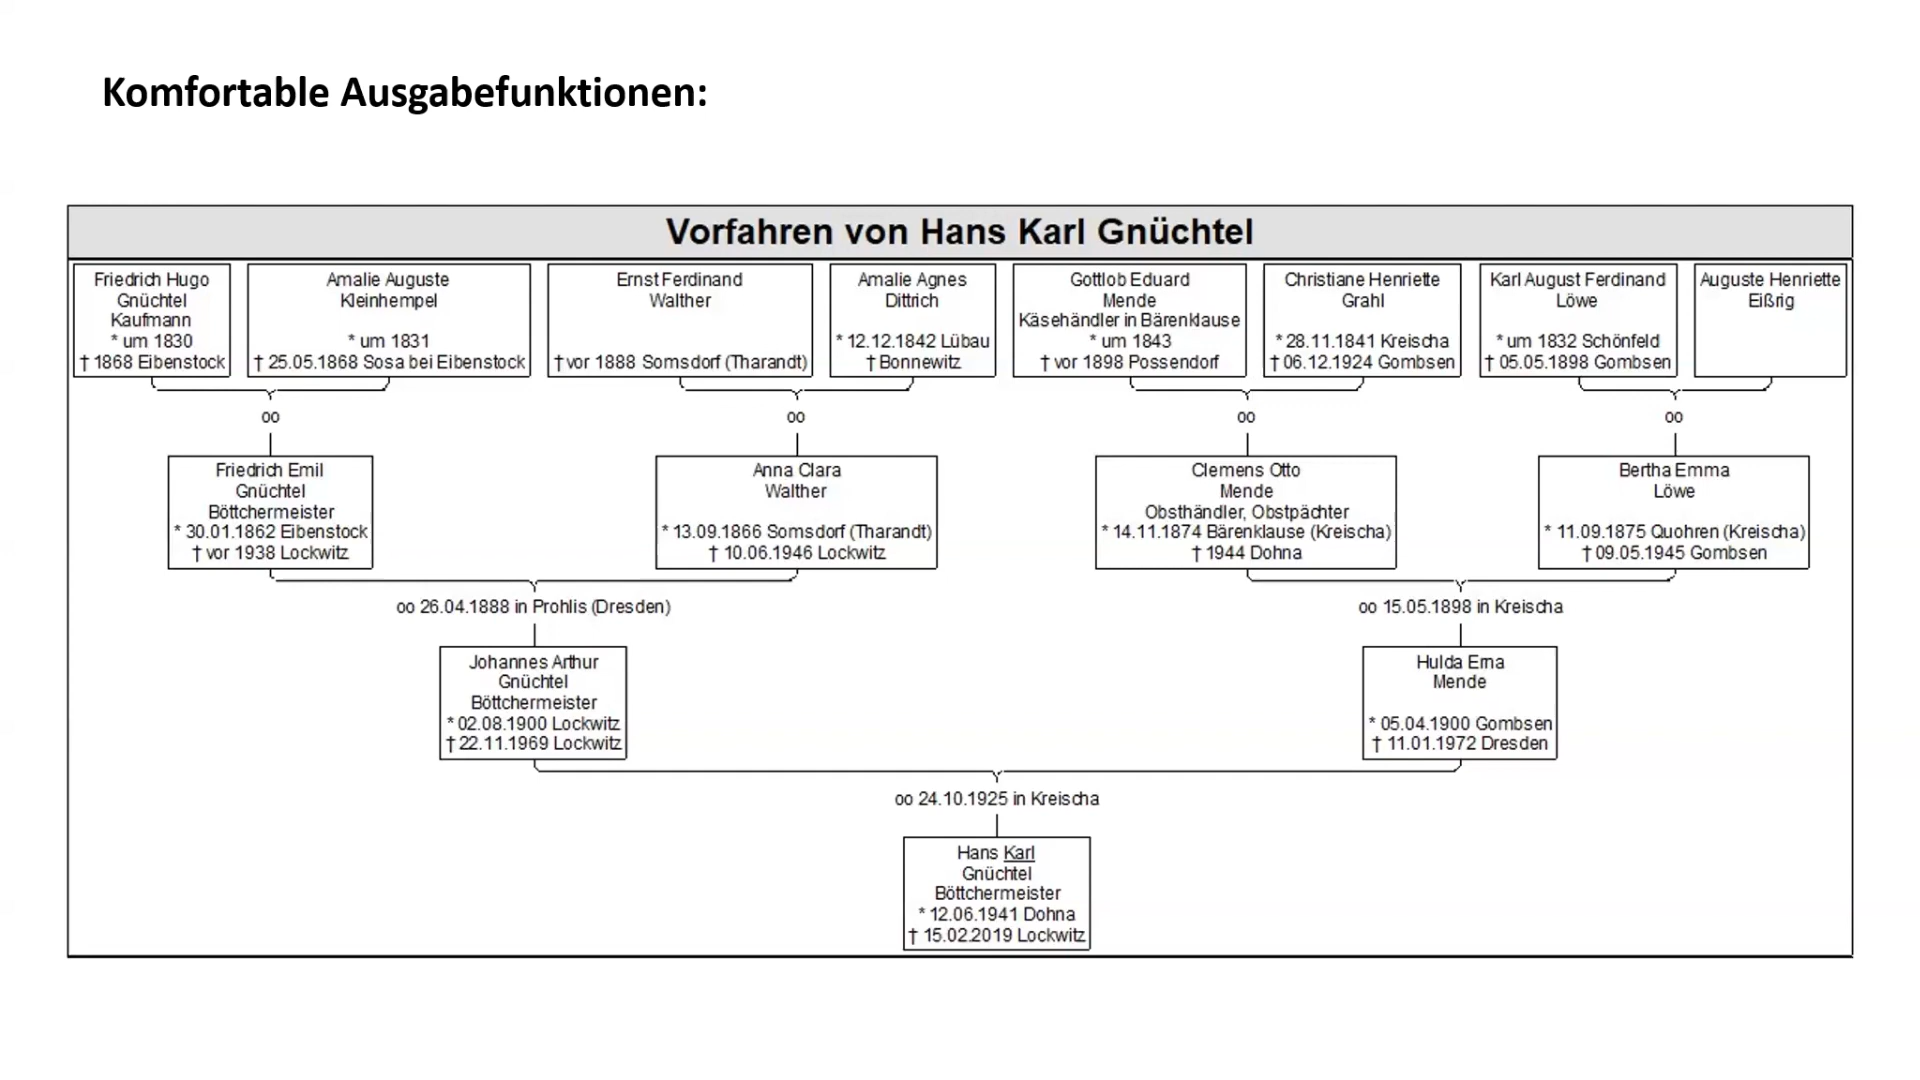 Komfortable Ausgabefunktionen:
Vorfahren von Hans Karl Gnüchtel
Friedrich Hugo
Gnüchtel
Kaufmann
* um 1830
† 1868 Eibenstock
Amalie Auguste
Kleinhempel
* um 1831
† 25.05.1868 Sosa bei Eibenstock
Ernst Ferdinand
Walther
† vor 1888 Somsdorf (Tharandt)
Amalie Agnes
Dittrich
* 12.12.1842 Lübau
† Bonnewitz
Gottlob Eduard
Mende
Käsehändler in Bärenklause
* um 1843
† vor 1898 Possendorf
Christiane Henriette
Grahl
* 28.11.1841 Kreischa
† 06.12.1924 Gombsen
Karl August Ferdinand
Löwe
* um 1832 Schönfeld
† 05.05.1898 Gombsen
Auguste Henriette
Eißrig
oo
oo
oo
oo
Friedrich Emil
Gnüchtel
Böttchermeister
* 30.01.1862 Eibenstock
† vor 1938 Lockwitz
Anna Clara
Walther
* 13.09.1866 Somsdorf (Tharandt)
† 10.06.1946 Lockwitz
Clemens Otto
Mende
Obsthändler, Obstpächter
* 14.11.1874 Bärenklause (Kreischa)
† 1944 Dohna
Bertha Emma
Löwe
* 11.09.1875 Quohren (Kreischa)
† 09.05.1945 Gombsen
oo 26.04.1888 in Prohlis (Dresden)
oo 15.05.1898 in Kreischa
Johannes Arthur
Gnüchtel
Böttchermeister
* 02.08.1900 Lockwitz
† 22.11.1969 Lockwitz
Hulda Erna
Mende
* 05.04.1900 Gombsen
† 11.01.1972 Dresden
oo 24.10.1925 in Kreischa
Hans Karl
Gnüchtel
Böttchermeister
* 12.06.1941 Dohna
† 15.02.2019 Lockwitz